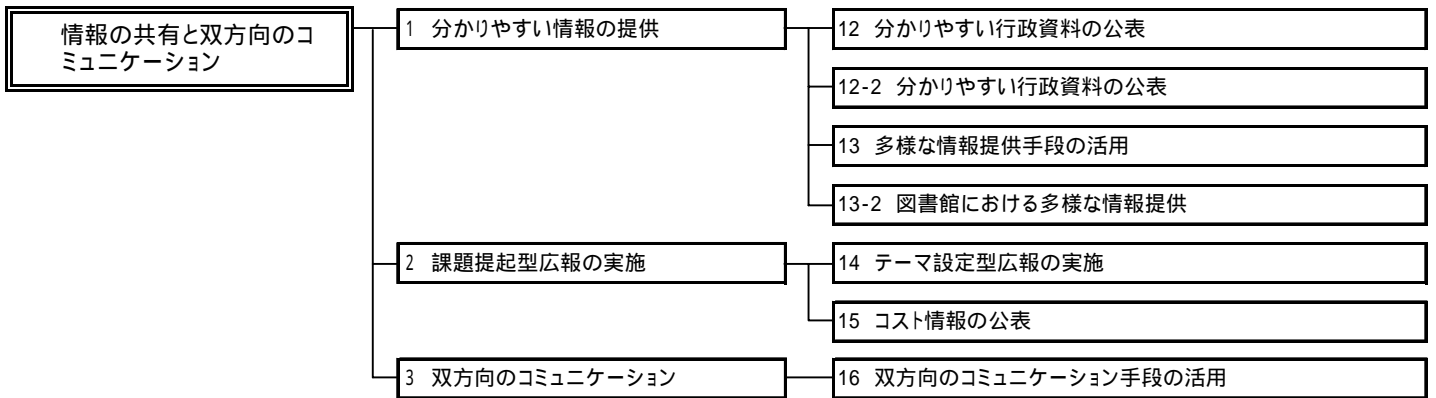 情報の共有と双方向のコ
ミュニケーション
1 分かりやすい情報の提供
12 分かりやすい行政資料の公表
12-2 分かりやすい行政資料の公表
13 多様な情報提供手段の活用
13-2 図書館における多様な情報提供
2 課題提起型広報の実施
14 テーマ設定型広報の実施
15 コスト情報の公表
3 双方向のコミュニケーション
16 双方向のコミュニケーション手段の活用